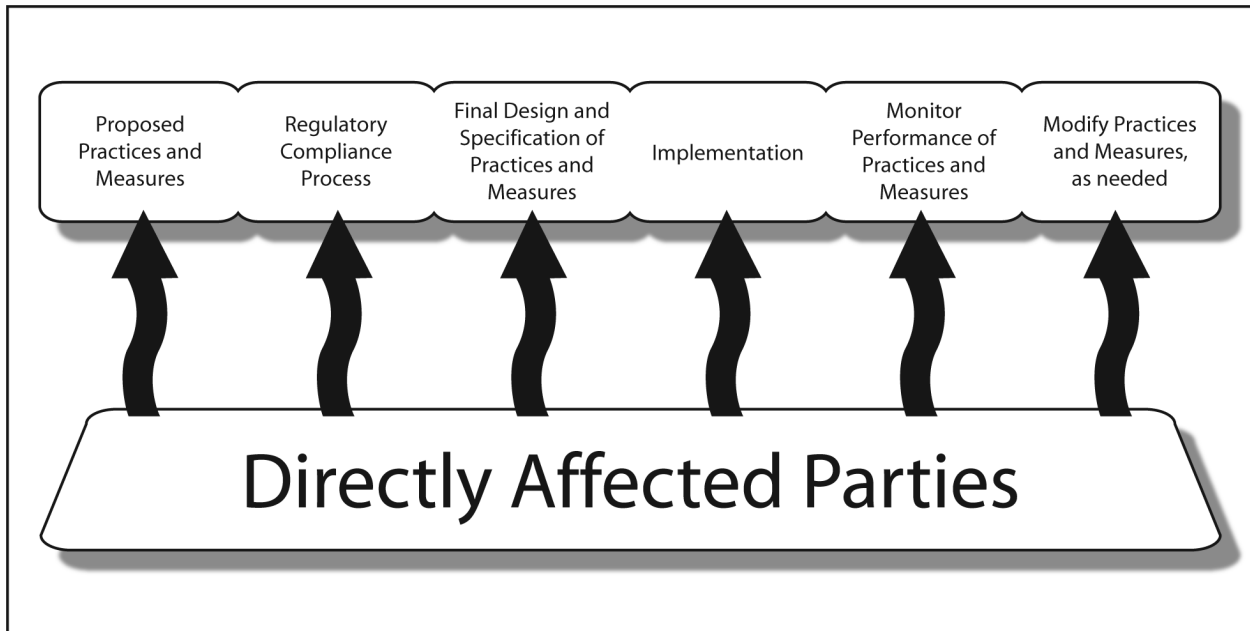 Proposed
Practices and
Measures
Regulatory
Compliance
Process
Final Design and
Specification of
Practices and
Measures
Implementation
Monitor
Performance of
Practices and
Measures
Modify Practices
and Measures,
as needed
Directly Affected Parties